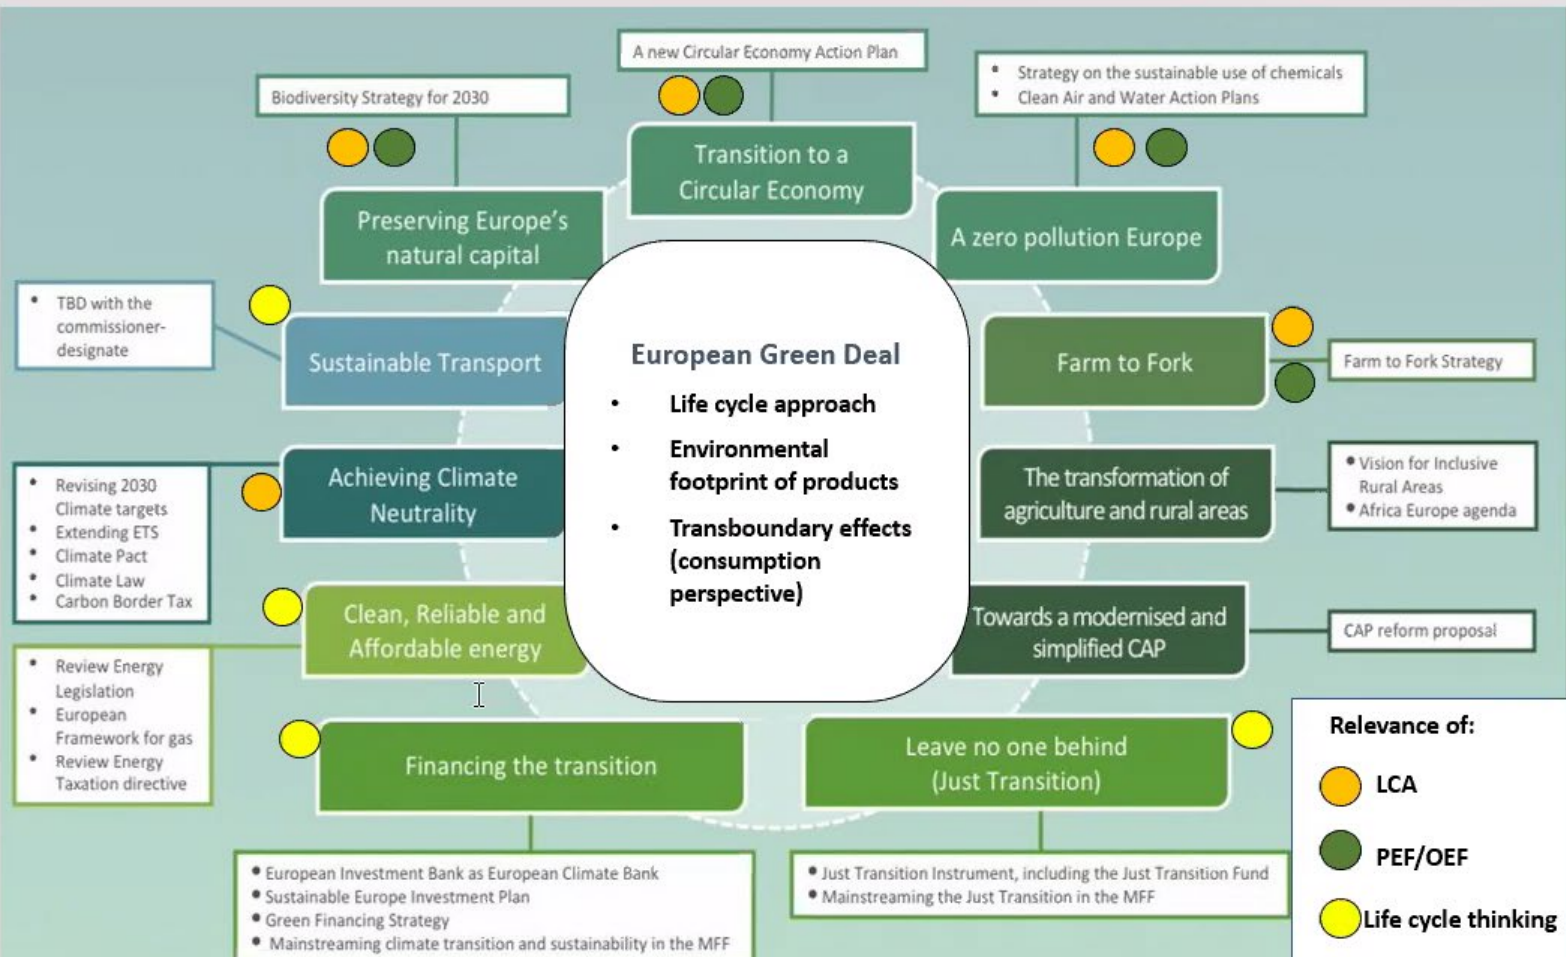 A new Circular Economy Action Plan
Biodiversity Strategy for 2030
• Strategy on the sustainable use of chemicals
• Clean Air and Water Action Plans
Transition to a
Circular Economy
Preserving Europe's
natural capital
A zero pollution Europe
• TBD with the
commissioner-
designate
Sustainable Transport
European Green Deal
• Life cycle approach
• Environmental
footprint of products
• Transboundary effects
(consumption
perspective)
Farm to Fork
Farm to Fork Strategy
• Revising 2030
Climate targets
• Extending ETS
• Climate Pact
• Climate Law
• Carbon Border Tax
Achieving Climate
Neutrality
The transformation of
agriculture and rural areas
• Vision for Inclusive
Rural Areas
• Africa Europe agenda
Clean, Reliable and
Affordable energy
Towards a modernised and
simplified CAP
CAP reform proposal
• Review Energy
Legislation
• European
Framework for gas
• Review Energy
Taxation directive
Financing the transition
Leave no one behind
(Just Transition)
• European Investment Bank as European Climate Bank
• Sustainable Europe Investment Plan
• Green Financing Strategy
• Mainstreaming climate transition and sustainability in the MFF
• Just Transition Instrument, including the Just Transition Fund
• Mainstreaming the Just Transition in the MFF
Relevance of:
LCA
PEF/OEF
Life cycle thinking